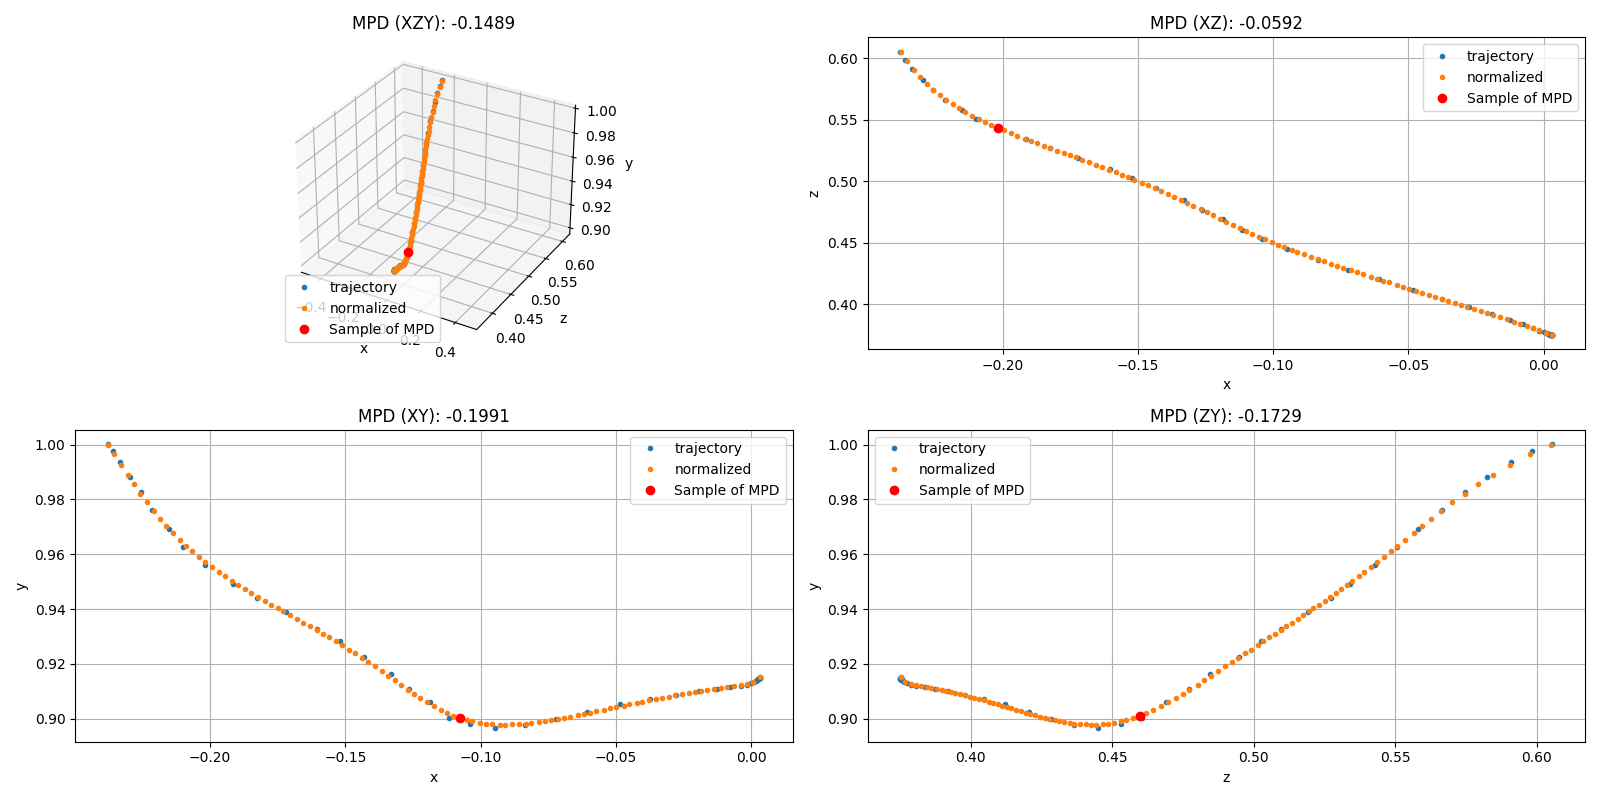 MPD (XZY): -0.1489
1.00
0.98
0.96
0.94
0.92
0.90
y
0.60
0.55
0.50
0.45
0.40
z
−0.4
−0.2
0.0
0.2
0.4
x
trajectory
normalized
Sample of MPD
MPD (XZ): -0.0592
0.60
0.55
0.50
0.45
0.40
z
−0.20
−0.15
−0.10
−0.05
0.00
x
trajectory
normalized
Sample of MPD
MPD (XY): -0.1991
1.00
0.98
0.96
0.94
0.92
0.90
y
−0.20
−0.15
−0.10
−0.05
0.00
x
trajectory
normalized
Sample of MPD
MPD (ZY): -0.1729
1.00
0.98
0.96
0.94
0.92
0.90
y
0.40
0.45
0.50
0.55
0.60
z
trajectory
normalized
Sample of MPD